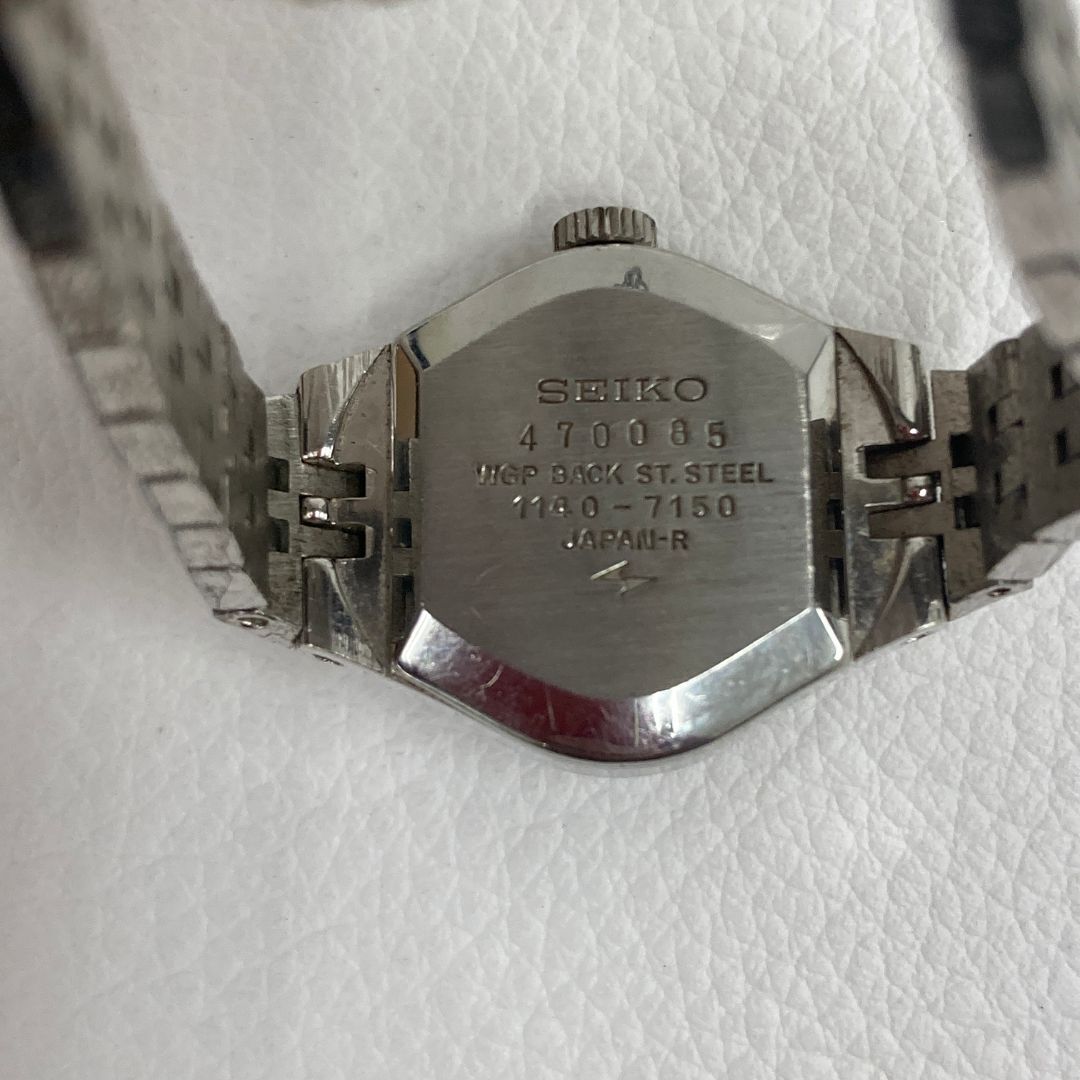 SEIKO
470085
WGP BACK ST. STEEL
1140-7150
JAPAN-R